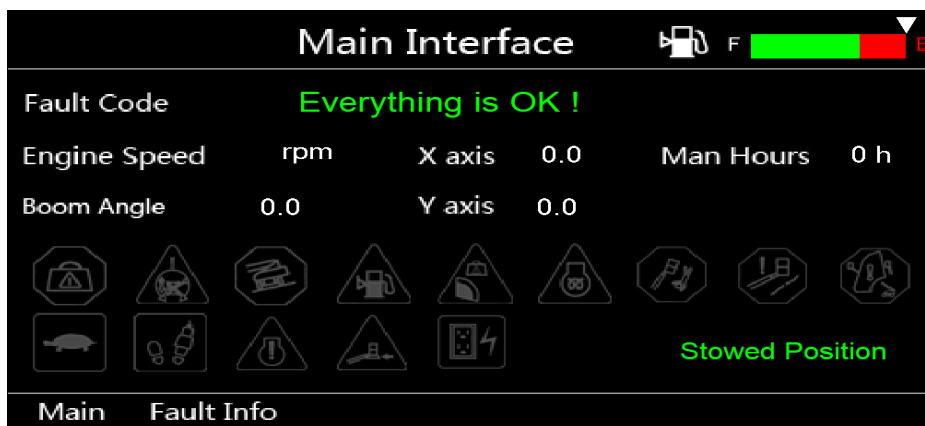 Main Interface F E
Fault Code Everything is OK !
Engine Speed rpm X axis 0.0 Man Hours 0 h
Boom Angle 0.0 Y axis 0.0
Stowed Position
Main Fault Info